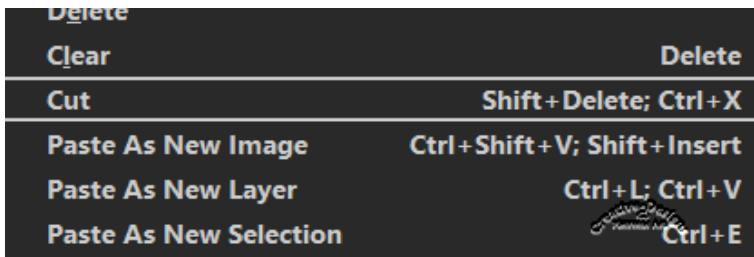 Delete
Clear Delete
Cut Shift+Delete; Ctrl+X
Paste As New Image Ctrl+Shift+V; Shift+Insert
Paste As New Layer Ctrl+L; Ctrl+V
Paste As New Selection Ctrl+E